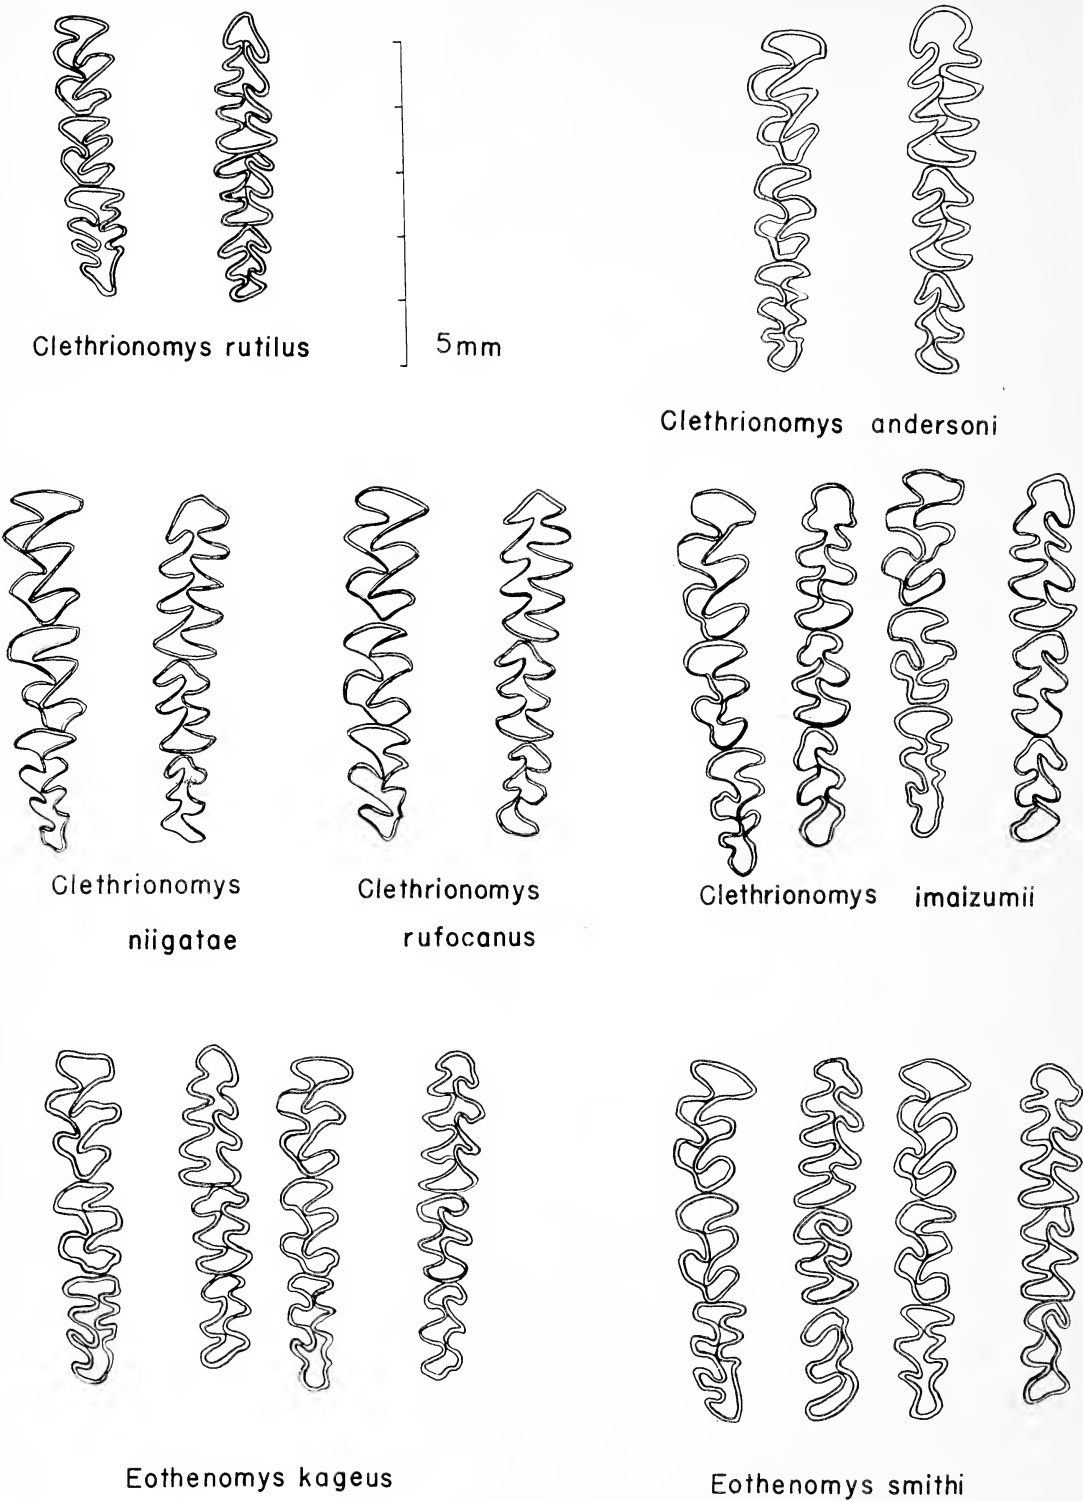 Clethrionomys rutilus
5mm
Clethrionomys andersoni
Clethrionomys
niigatae
Clethrionomys
rufocanus
Clethrionomys imaizumii
Eothenomys kageus
Eothenomys smithi